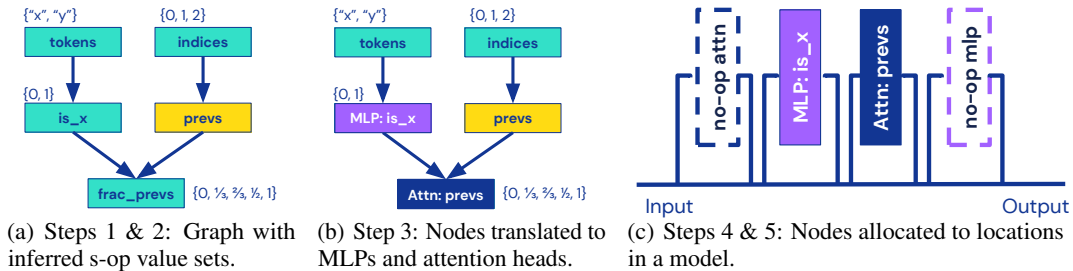 {“x”, “y”}
{0, 1, 2}
tokens
indices
{0, 1}
is_x
prevs
frac_prevs
{0, ⅓, ⅔, ½, 1}
(a) Steps 1 & 2: Graph with
inferred s-op value sets.
{“x”, “y”}
{0, 1, 2}
tokens
indices
{0, 1}
MLP: is_x
prevs
Attn: prevs
{0, ⅓, ⅔, ½, 1}
(b) Step 3: Nodes translated to
MLPs and attention heads.
no-op attn
MLP: is_x
Attn: prevs
no-op mlp
Input
Output
(c) Steps 4 & 5: Nodes allocated to locations
in a model.